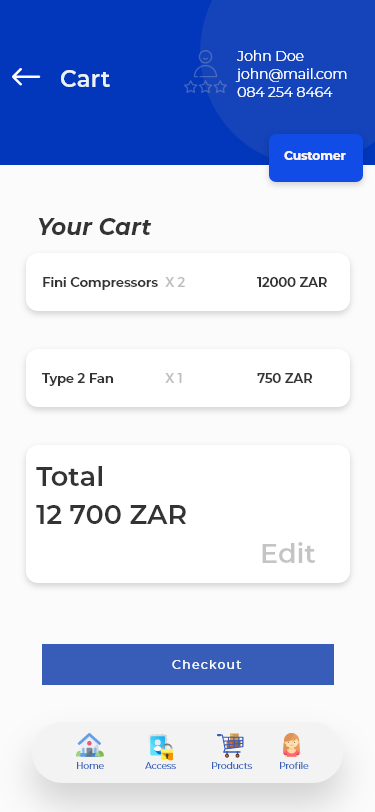 John Doe
john@mail.com
084 254 8464
Cart
Customer
Your Cart
Fini Compressors X 2 12000 ZAR
Type 2 Fan X 1 750 ZAR
Total
12 700 ZAR
Edit
Checkout
Home Access Products Profile